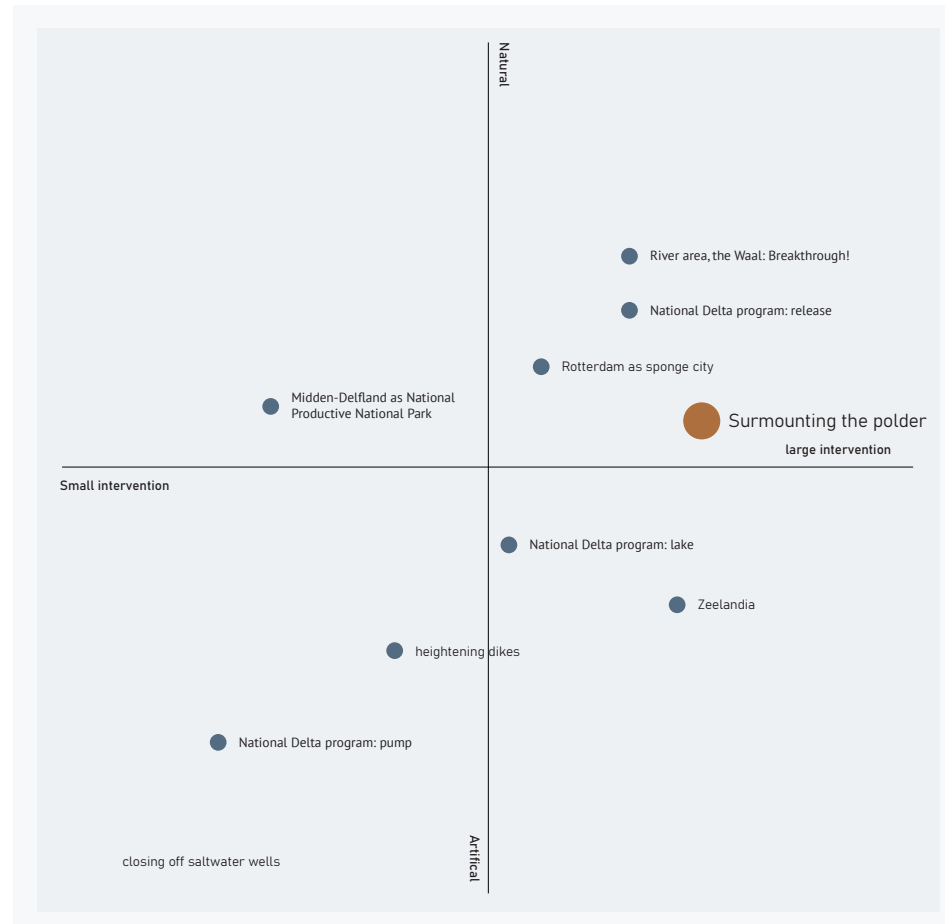 Natural
River area, the Waal: Breakthrough!
National Delta program: release
Rotterdam as sponge city
Midden-Delfland as National
Productive National Park
Surmounting the polder
large intervention
Small intervention
National Delta program: lake
Zeelandia
heightening dikes
National Delta program: pump
Artifical
closing off saltwater wells